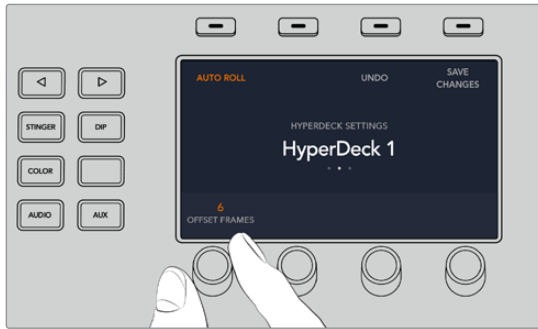 AUTO ROLL
UNDO
SAVE
CHANGES
HYPERDECK SETTINGS
HyperDeck 1
6
OFFSET FRAMES
STINGER
DIP
COLOR
AUDIO
AUX